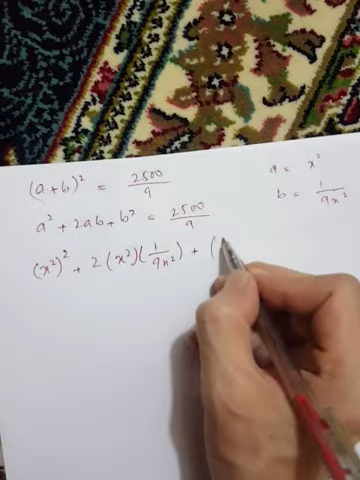 (a+b)² = 2500/9
a = x²
b = 1/9x²
a² + 2ab + b² = 2500/9
(x²)² + 2(x²)(1/9x²) + (